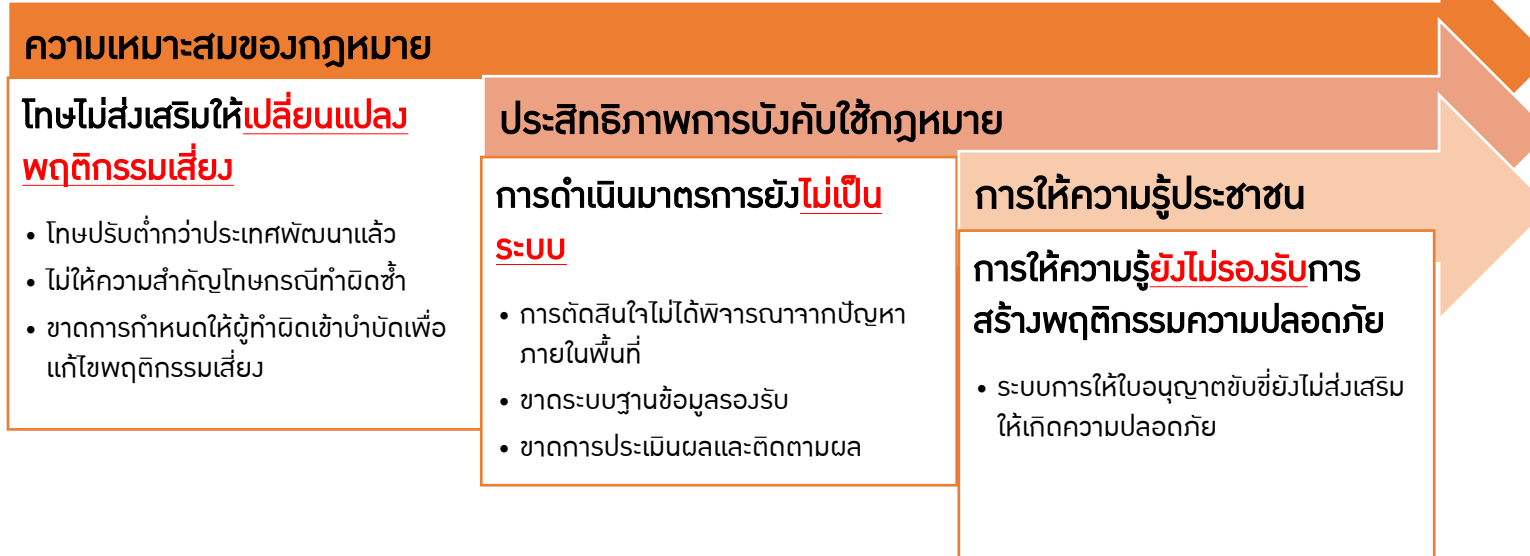 ความเหมาะสมของกฎหมาย
โทษไม่ส่งเสริมให้เปลี่ยนแปลง
พฤติกรรมเสี่ยง
• โทษปรับต่ำกว่าประเทศพัฒนาแล้ว
• ไม่ให้ความสำคัญโทษกรณีทำผิดซ้ำ
• ขาดการกำหนดให้ผู้ทำผิดเข้าบำบัดเพื่อ
แก้ไขพฤติกรรมเสี่ยง
ประสิทธิภาพการบังคับใช้กฎหมาย
การดำเนินมาตรการยังไม่เป็น
ระบบ
• การตัดสินใจไม่ได้พิจารณาจากปัญหา
ภายในพื้นที่
• ขาดระบบฐานข้อมูลรองรับ
• ขาดการประเมินผลและติดตามผล
การให้ความรู้ประชาชน
การให้ความรู้ยังไม่รองรับการ
สร้างพฤติกรรมความปลอดภัย
• ระบบการให้ใบอนุญาตขับขี่ยังไม่ส่งเสริม
ให้เกิดความปลอดภัย